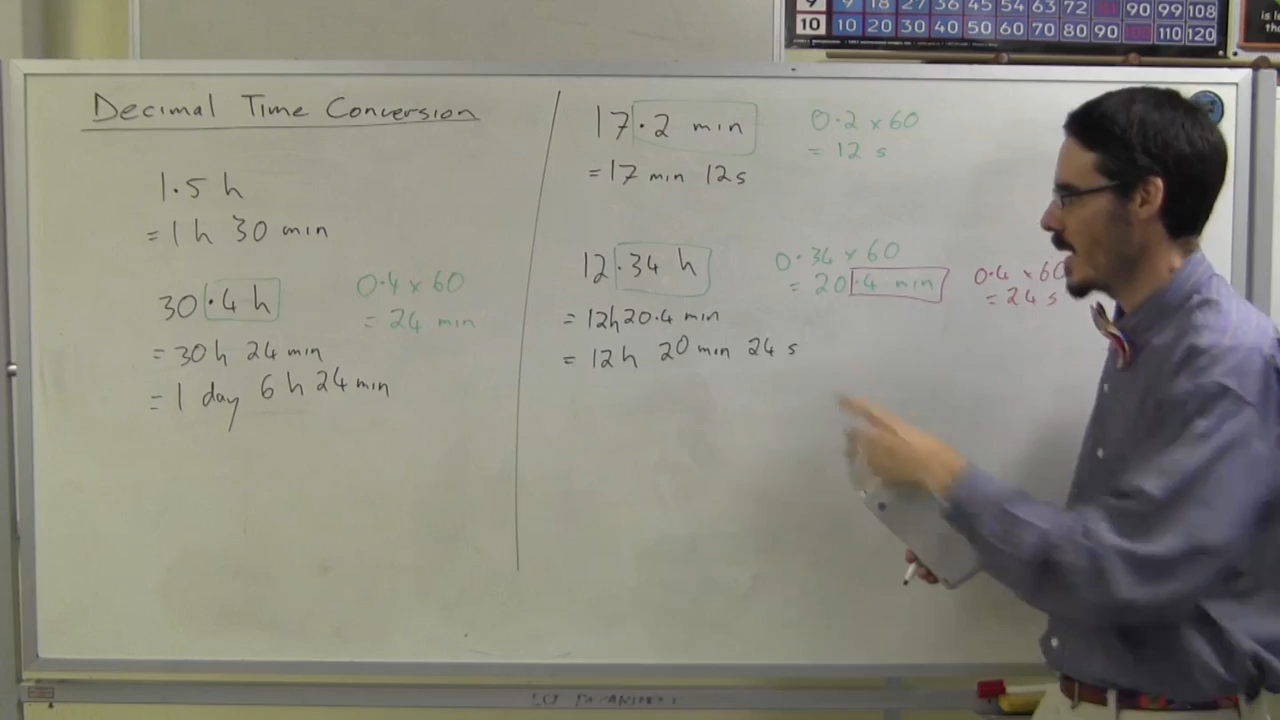 9 9 18 27 36 45 54 63 72 90 99 108
10 10 20 30 40 50 60 70 80 90 110 120
Decimal Time Conversion
1.5 h
= 1 h 30 min
30 .4 h
0.4 x 60
= 24 min
= 30 h 24 min
= 1 day 6 h 24 min
17 .2 min
0.2 x 60
= 12 s
= 17 min 12 s
12 .34 h
0.34 x 60
= 20 .4 min
0.4 x 60
= 24 s
= 12h 20.4 min
= 12h 20 min 24 s